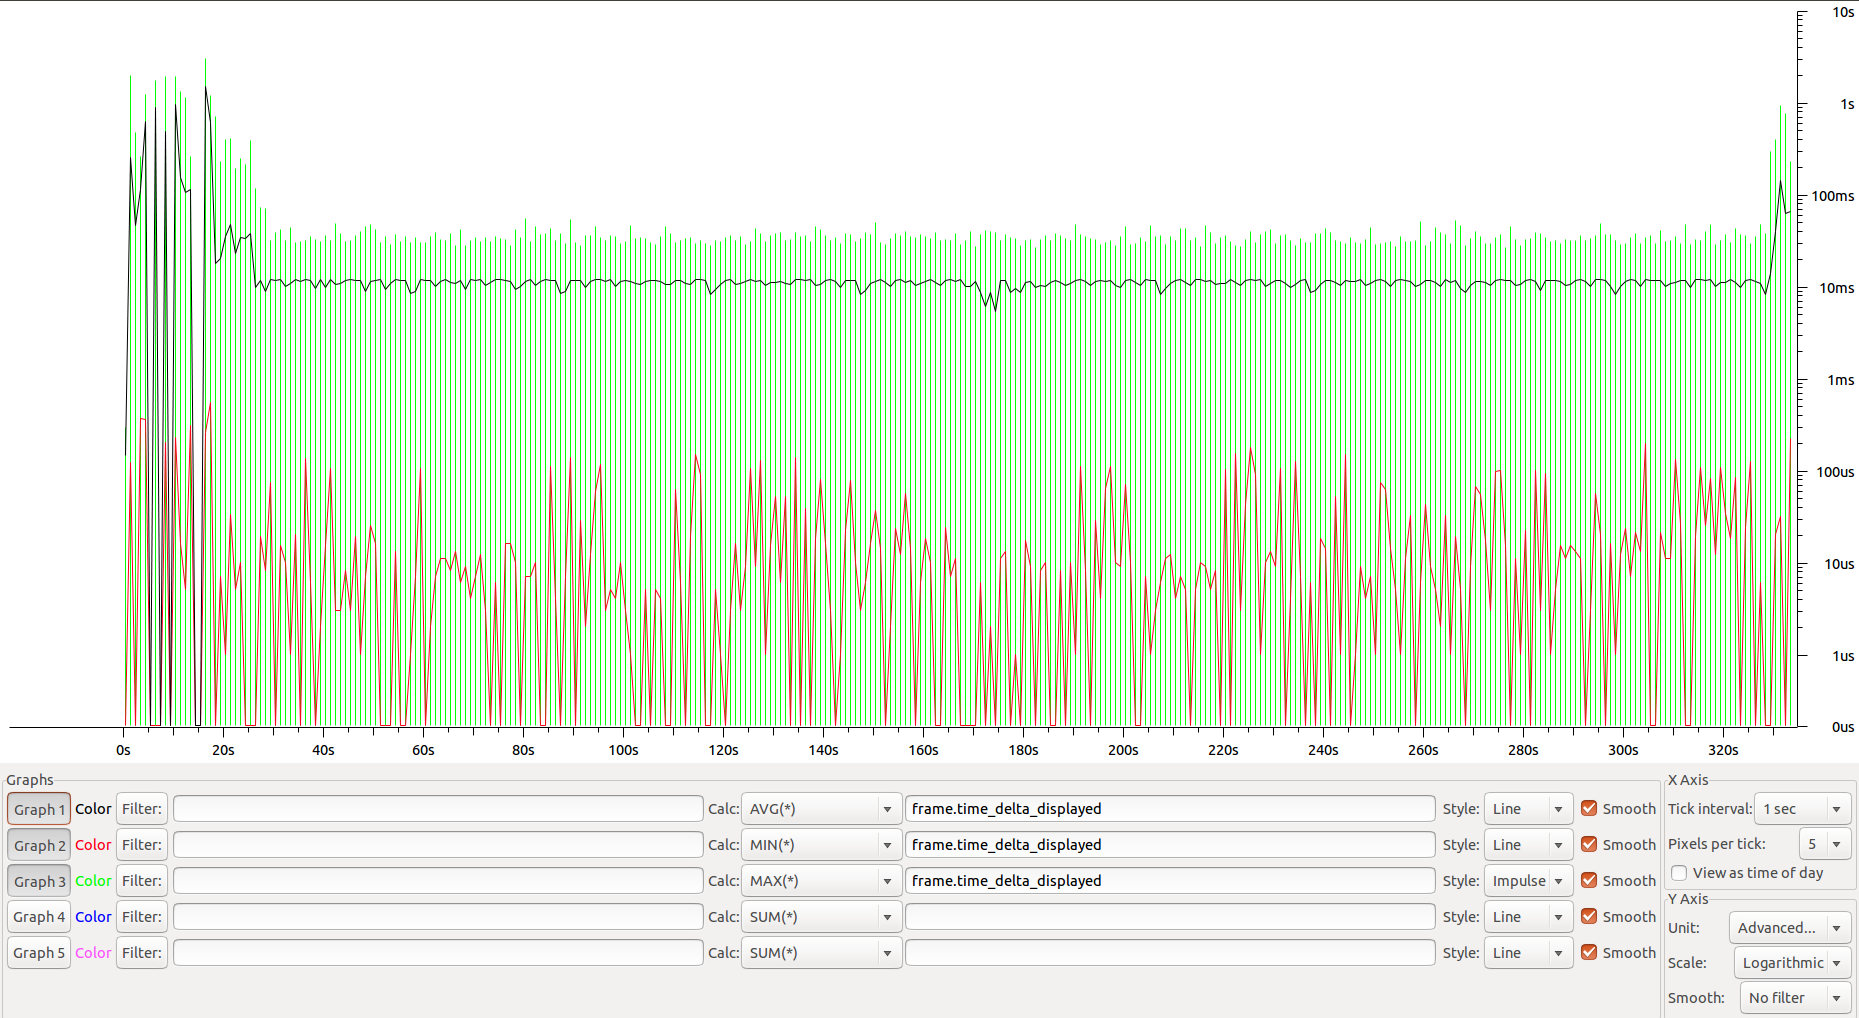 10s
1s
100ms
10ms
1ms
100us
10us
1us
0us
0s 20s 40s 60s 80s 100s 120s 140s 160s 180s 200s 220s 240s 260s 280s 300s 320s
Graphs
Graph 1 Color Filter: Calc: AVG(*) frame.time_delta_displayed Style: Line Smooth
Graph 2 Color Filter: Calc: MIN(*) frame.time_delta_displayed Style: Line Smooth
Graph 3 Color Filter: Calc: MAX(*) frame.time_delta_displayed Style: Impulse Smooth
Graph 4 Color Filter: Calc: SUM(*) Style: Line Smooth
Graph 5 Color Filter: Calc: SUM(*) Style: Line Smooth
X Axis
Tick interval: 1 sec
Pixels per tick: 5
View as time of day
Y Axis
Unit: Advanced...
Scale: Logarithmic
Smooth: No filter